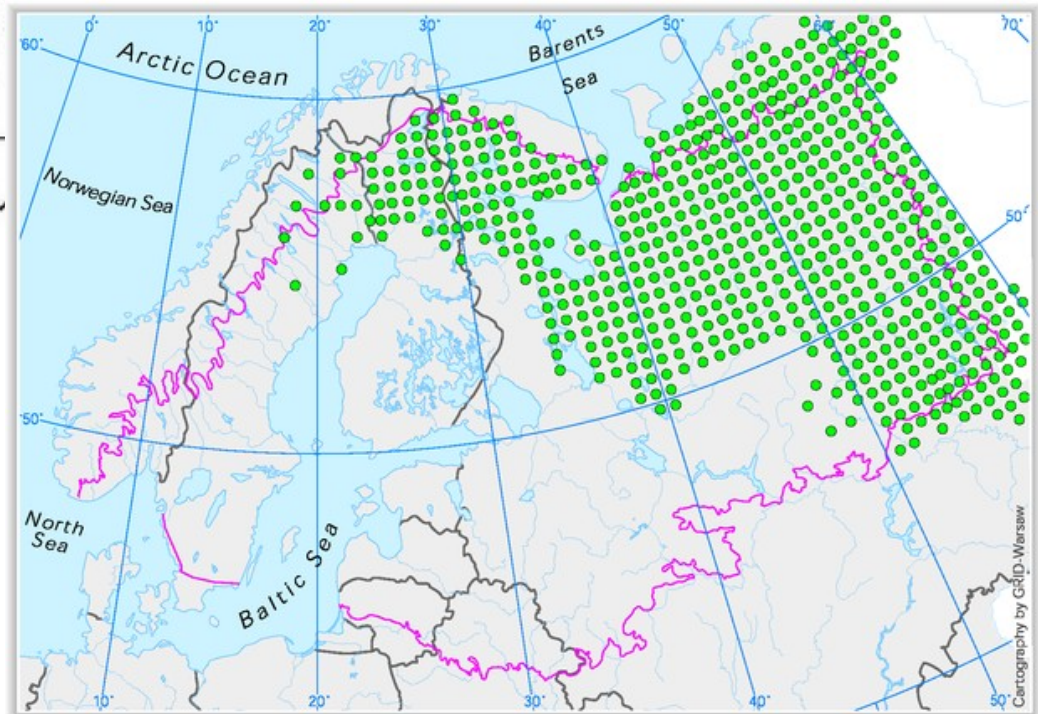 0°
10°
20°
30°
40°
50°
60°
70°
60°
Arctic Ocean
Barents
Sea
Norwegian Sea
50°
50°
North
Sea
Baltic Sea
10°
20°
30°
40°
50°
Cartography by GRID-Warsaw